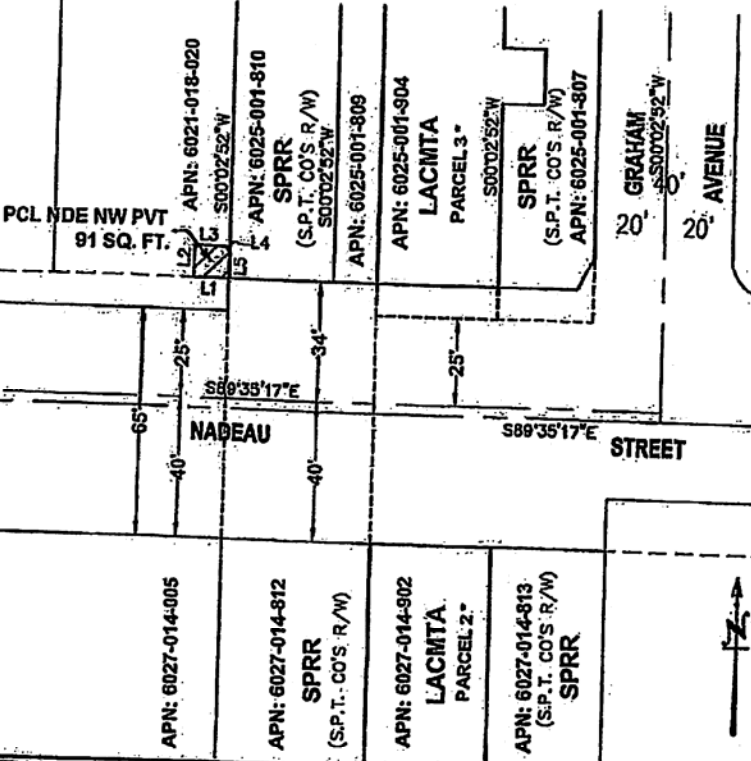 APN: 6021-018-020
S00°02'52"W
APN: 6025-001-810
SPRR
(S.P.T. CO'S R/W)
S00°02'52"W
APN: 6025-001-809
APN: 6025-001-904
LACMTA
PARCEL 3*
S00°02'52"W
SPRR
(S.P.T. CO'S R/W)
APN: 6025-001-807
GRAHAM
S00°02'52"W
AVENUE
20'
20'
PCL NDE NW PVT
91 SQ. FT.
L3
L4
L2
L5
L1
25'
34'
25'
65'
S89°35'17"E
NADEAU
S89°35'17"E
STREET
40'
40'
APN: 6027-014-005
APN: 6027-014-812
SPRR
(S.P.T. CO'S R/W)
APN: 6027-014-902
LACMTA
PARCEL 2*
APN: 6027-014-813
(S.P.T. CO'S R/W)
SPRR